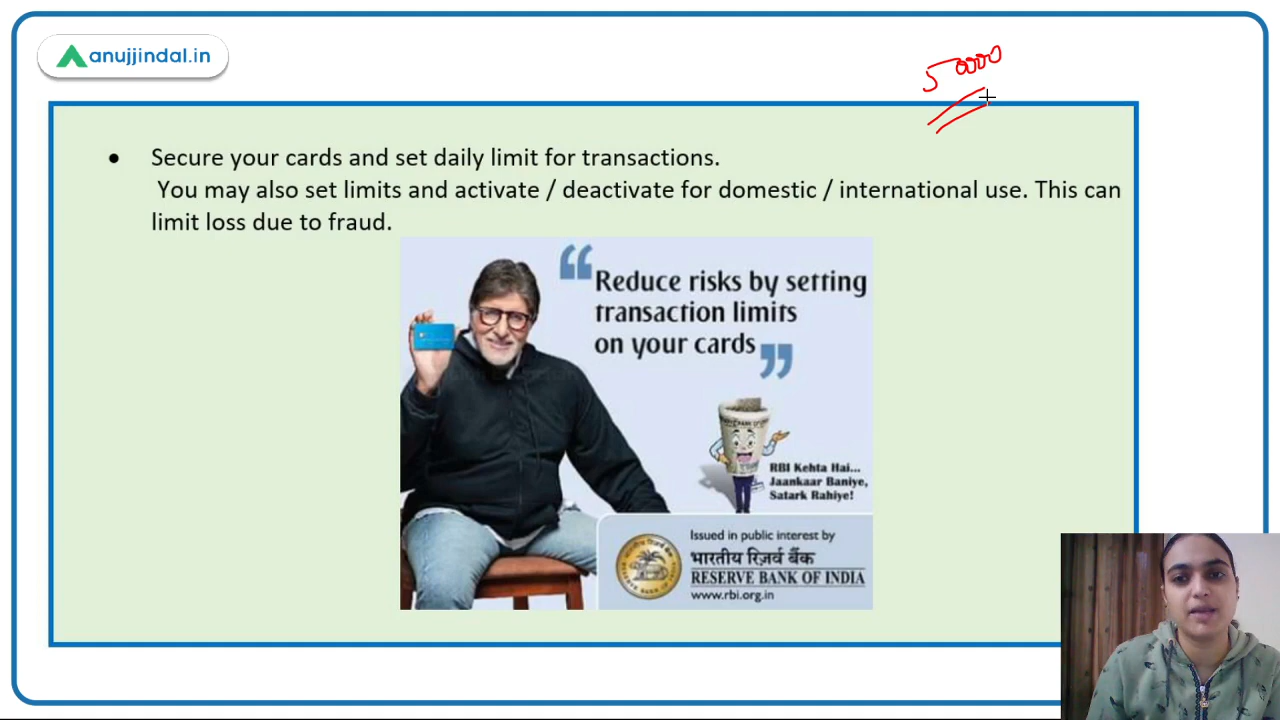 anujjindal.in
50000
• Secure your cards and set daily limit for transactions.
You may also set limits and activate / deactivate for domestic / international use. This can
limit loss due to fraud.
“Reduce risks by setting
transaction limits
on your cards”
RBI Kehta Hai...
Jaankaar Baniye,
Satark Rahiye!
Issued in public interest by
भारतीय रिज़र्व बैंक
RESERVE BANK OF INDIA
www.rbi.org.in